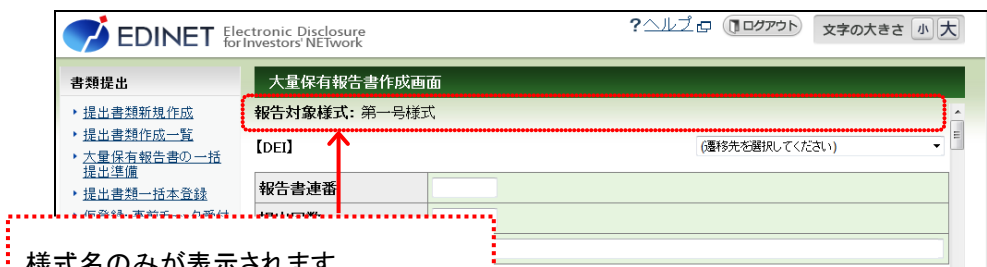 EDINET Electronic Disclosure for Investors' NETwork
?ヘルプ ログアウト 文字の大きさ 小 大
書類提出
大量保有報告書作成画面
提出書類新規作成
提出書類作成一覧
大量保有報告書の一括
提出準備
提出書類一括本登録
報告対象様式: 第一号様式
【DEI】
(遷移先を選択してください)
報告書連番
様式名のみが表示されます